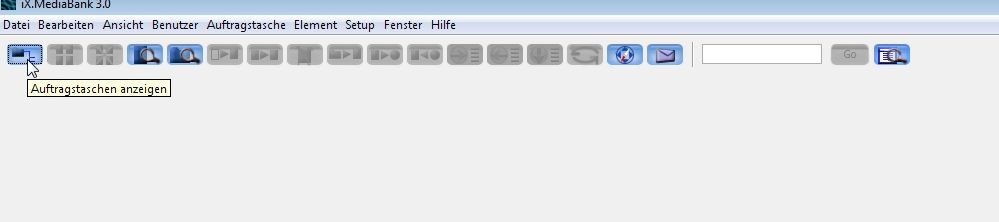 iX.MediaBank 3.0
Datei Bearbeiten Ansicht Benutzer Auftragstasche Element Setup Fenster Hilfe
Go
Auftragstaschen anzeigen